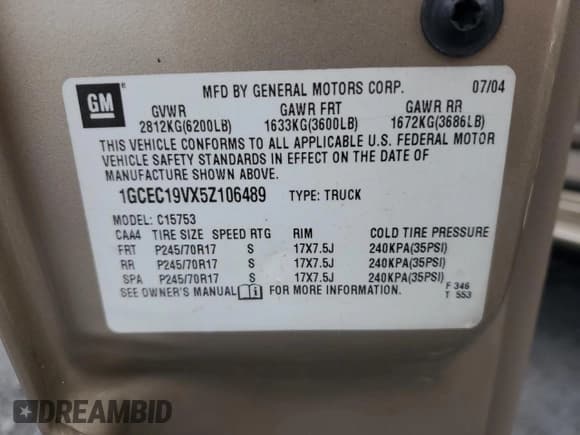 GM
MFD BY GENERAL MOTORS CORP. 07/04
GVWR GAWR FRT GAWR RR
2812KG(6200LB) 1633KG(3600LB) 1672KG(3686LB)
THIS VEHICLE CONFORMS TO ALL APPLICABLE U.S. FEDERAL MOTOR
VEHICLE SAFETY STANDARDS IN EFFECT ON THE DATE OF
MANUFACTURE SHOWN ABOVE.
1GCEC19VX5Z106489 TYPE: TRUCK
MODEL: C15753
CAA4 TIRE SIZE SPEED RTG RIM COLD TIRE PRESSURE
FRT P245/70R17 S 17X7.5J 240KPA(35PSI)
RR P245/70R17 S 17X7.5J 240KPA(35PSI)
SPA P245/70R17 S 17X7.5J 240KPA(35PSI)
SEE OWNER'S MANUAL i FOR MORE INFORMATION.
F 346
T 553
DREAMBID